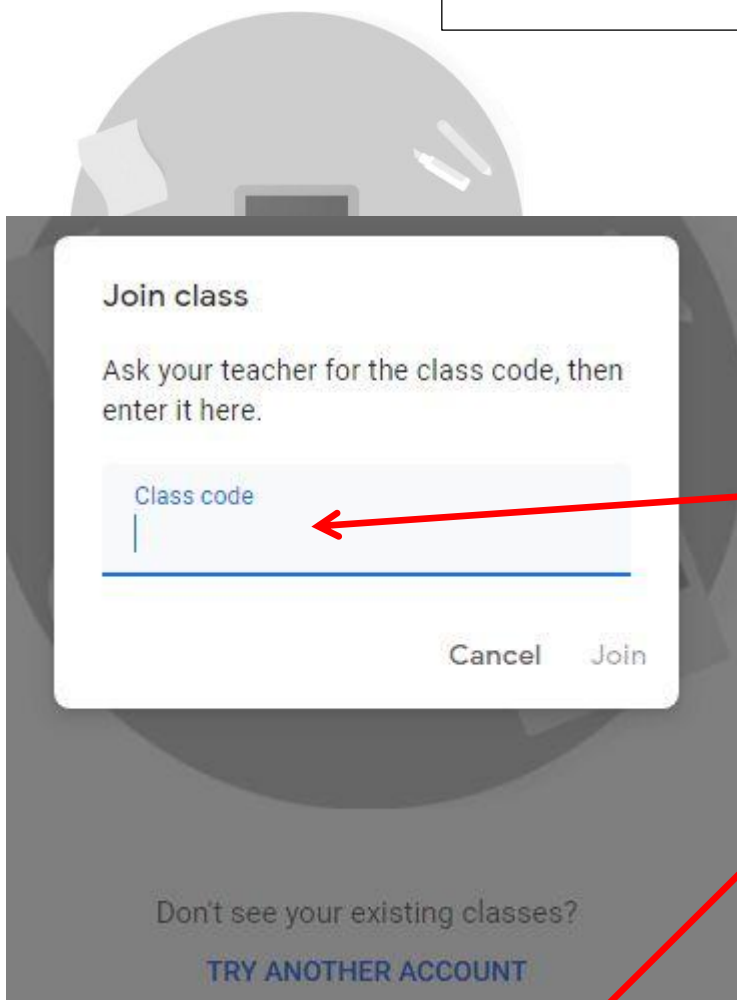 Join class
Ask your teacher for the class code, then
enter it here.
Class code
Cancel Join
Don't see your existing classes?
TRY ANOTHER ACCOUNT